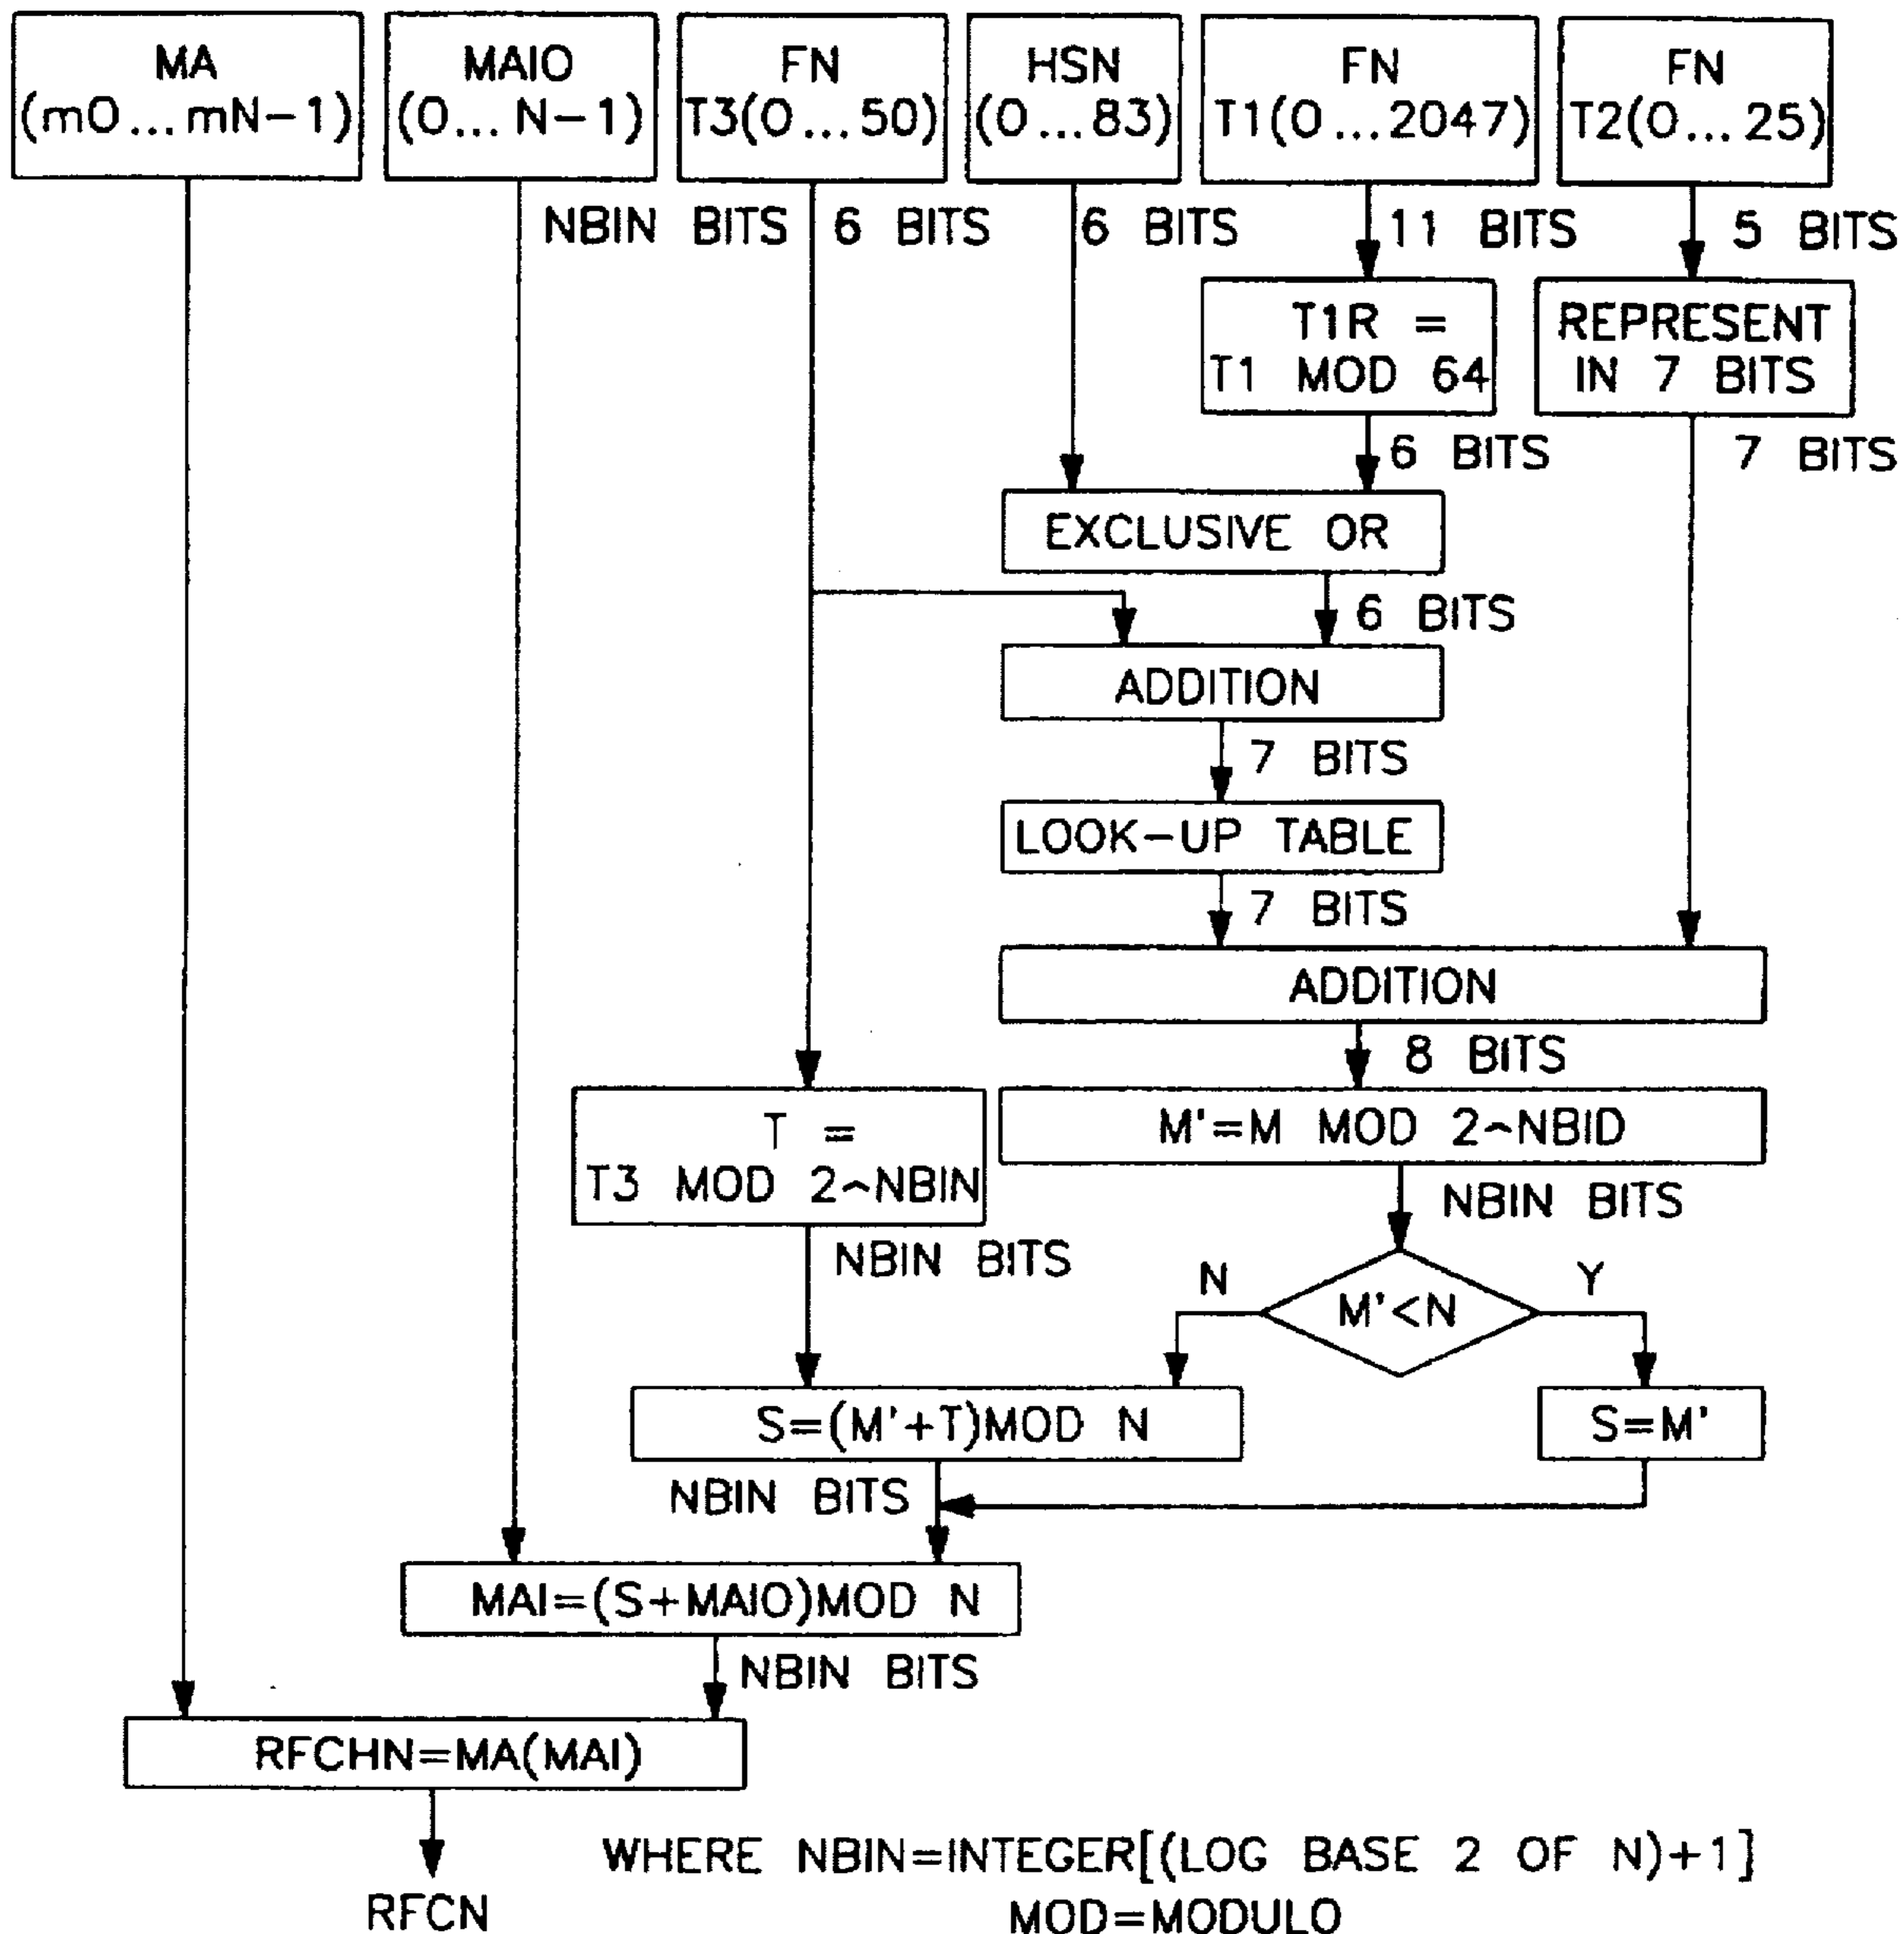 MA
(m0...mN-1)
MAIO
(0...N-1)
FN
T3(0...50)
HSN
(0...83)
FN
T1(0...2047)
FN
T2(0...25)
NBIN BITS
6 BITS
6 BITS
11 BITS
5 BITS
T1R =
T1 MOD 64
REPRESENT
IN 7 BITS
6 BITS
7 BITS
EXCLUSIVE OR
6 BITS
ADDITION
7 BITS
LOOK-UP TABLE
7 BITS
ADDITION
8 BITS
T =
T3 MOD 2~NBIN
M'=M MOD 2~NBID
NBIN BITS
NBIN BITS
N
M'<N
Y
S=(M'+T)MOD N
S=M'
NBIN BITS
MAI=(S+MAIO)MOD N
NBIN BITS
RFCHN=MA(MAI)
RFCN
WHERE NBIN=INTEGER[(LOG BASE 2 OF N)+1]
MOD=MODULO